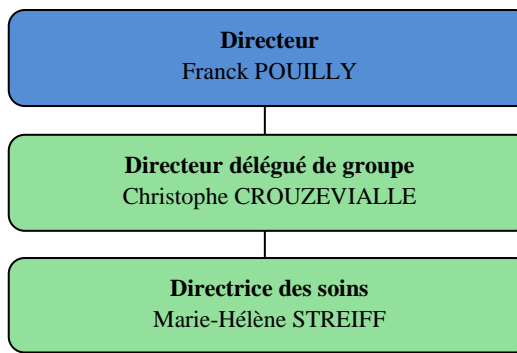 Directeur
Franck POUILLY
Directeur délégué de groupe
Christophe CROUZEVIALLE
Directrice des soins
Marie-Hélène STREIFF